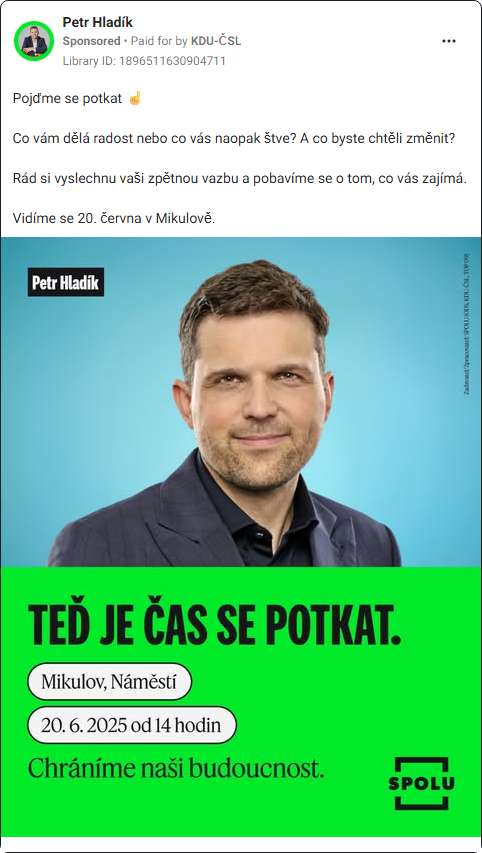 Petr Hladík
Sponsored • Paid for by KDU-ČSL
Library ID: 1896511630904711
Pojďme se potkat ☝️
Co vám dělá radost nebo co vás naopak štve? A co byste chtěli změnit?
Rád si vyslechnu vaši zpětnou vazbu a pobavíme se o tom, co vás zajímá.
Vidíme se 20. června v Mikulově.
Petr Hladík
Zadavatel/Zpracovatel: SPOLU (ODS, KDU-ČSL, TOP 09)
TEĎ JE ČAS SE POTKAT.
Mikulov, Náměstí
20. 6. 2025 od 14 hodin
Chráníme naši budoucnost.
SPOLU